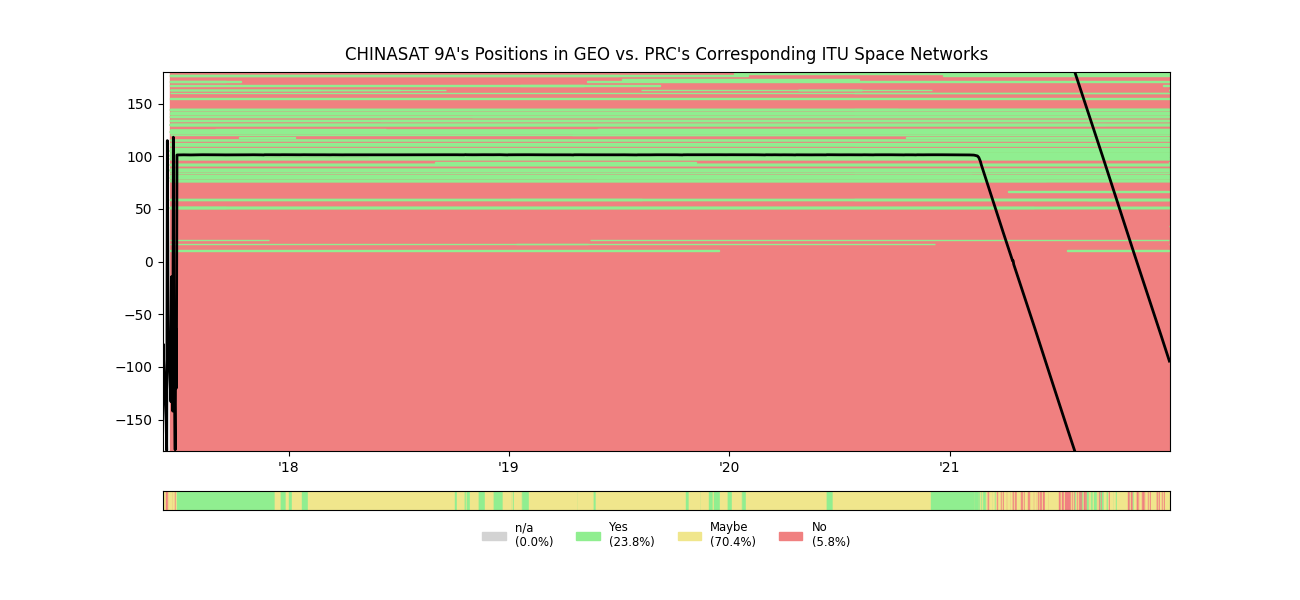 CHINASAT 9A's Positions in GEO vs. PRC's Corresponding ITU Space Networks
150
100
50
0
−50
−100
−150
'18 '19 '20 '21
n/a Yes Maybe No
(0.0%) (23.8%) (70.4%) (5.8%)